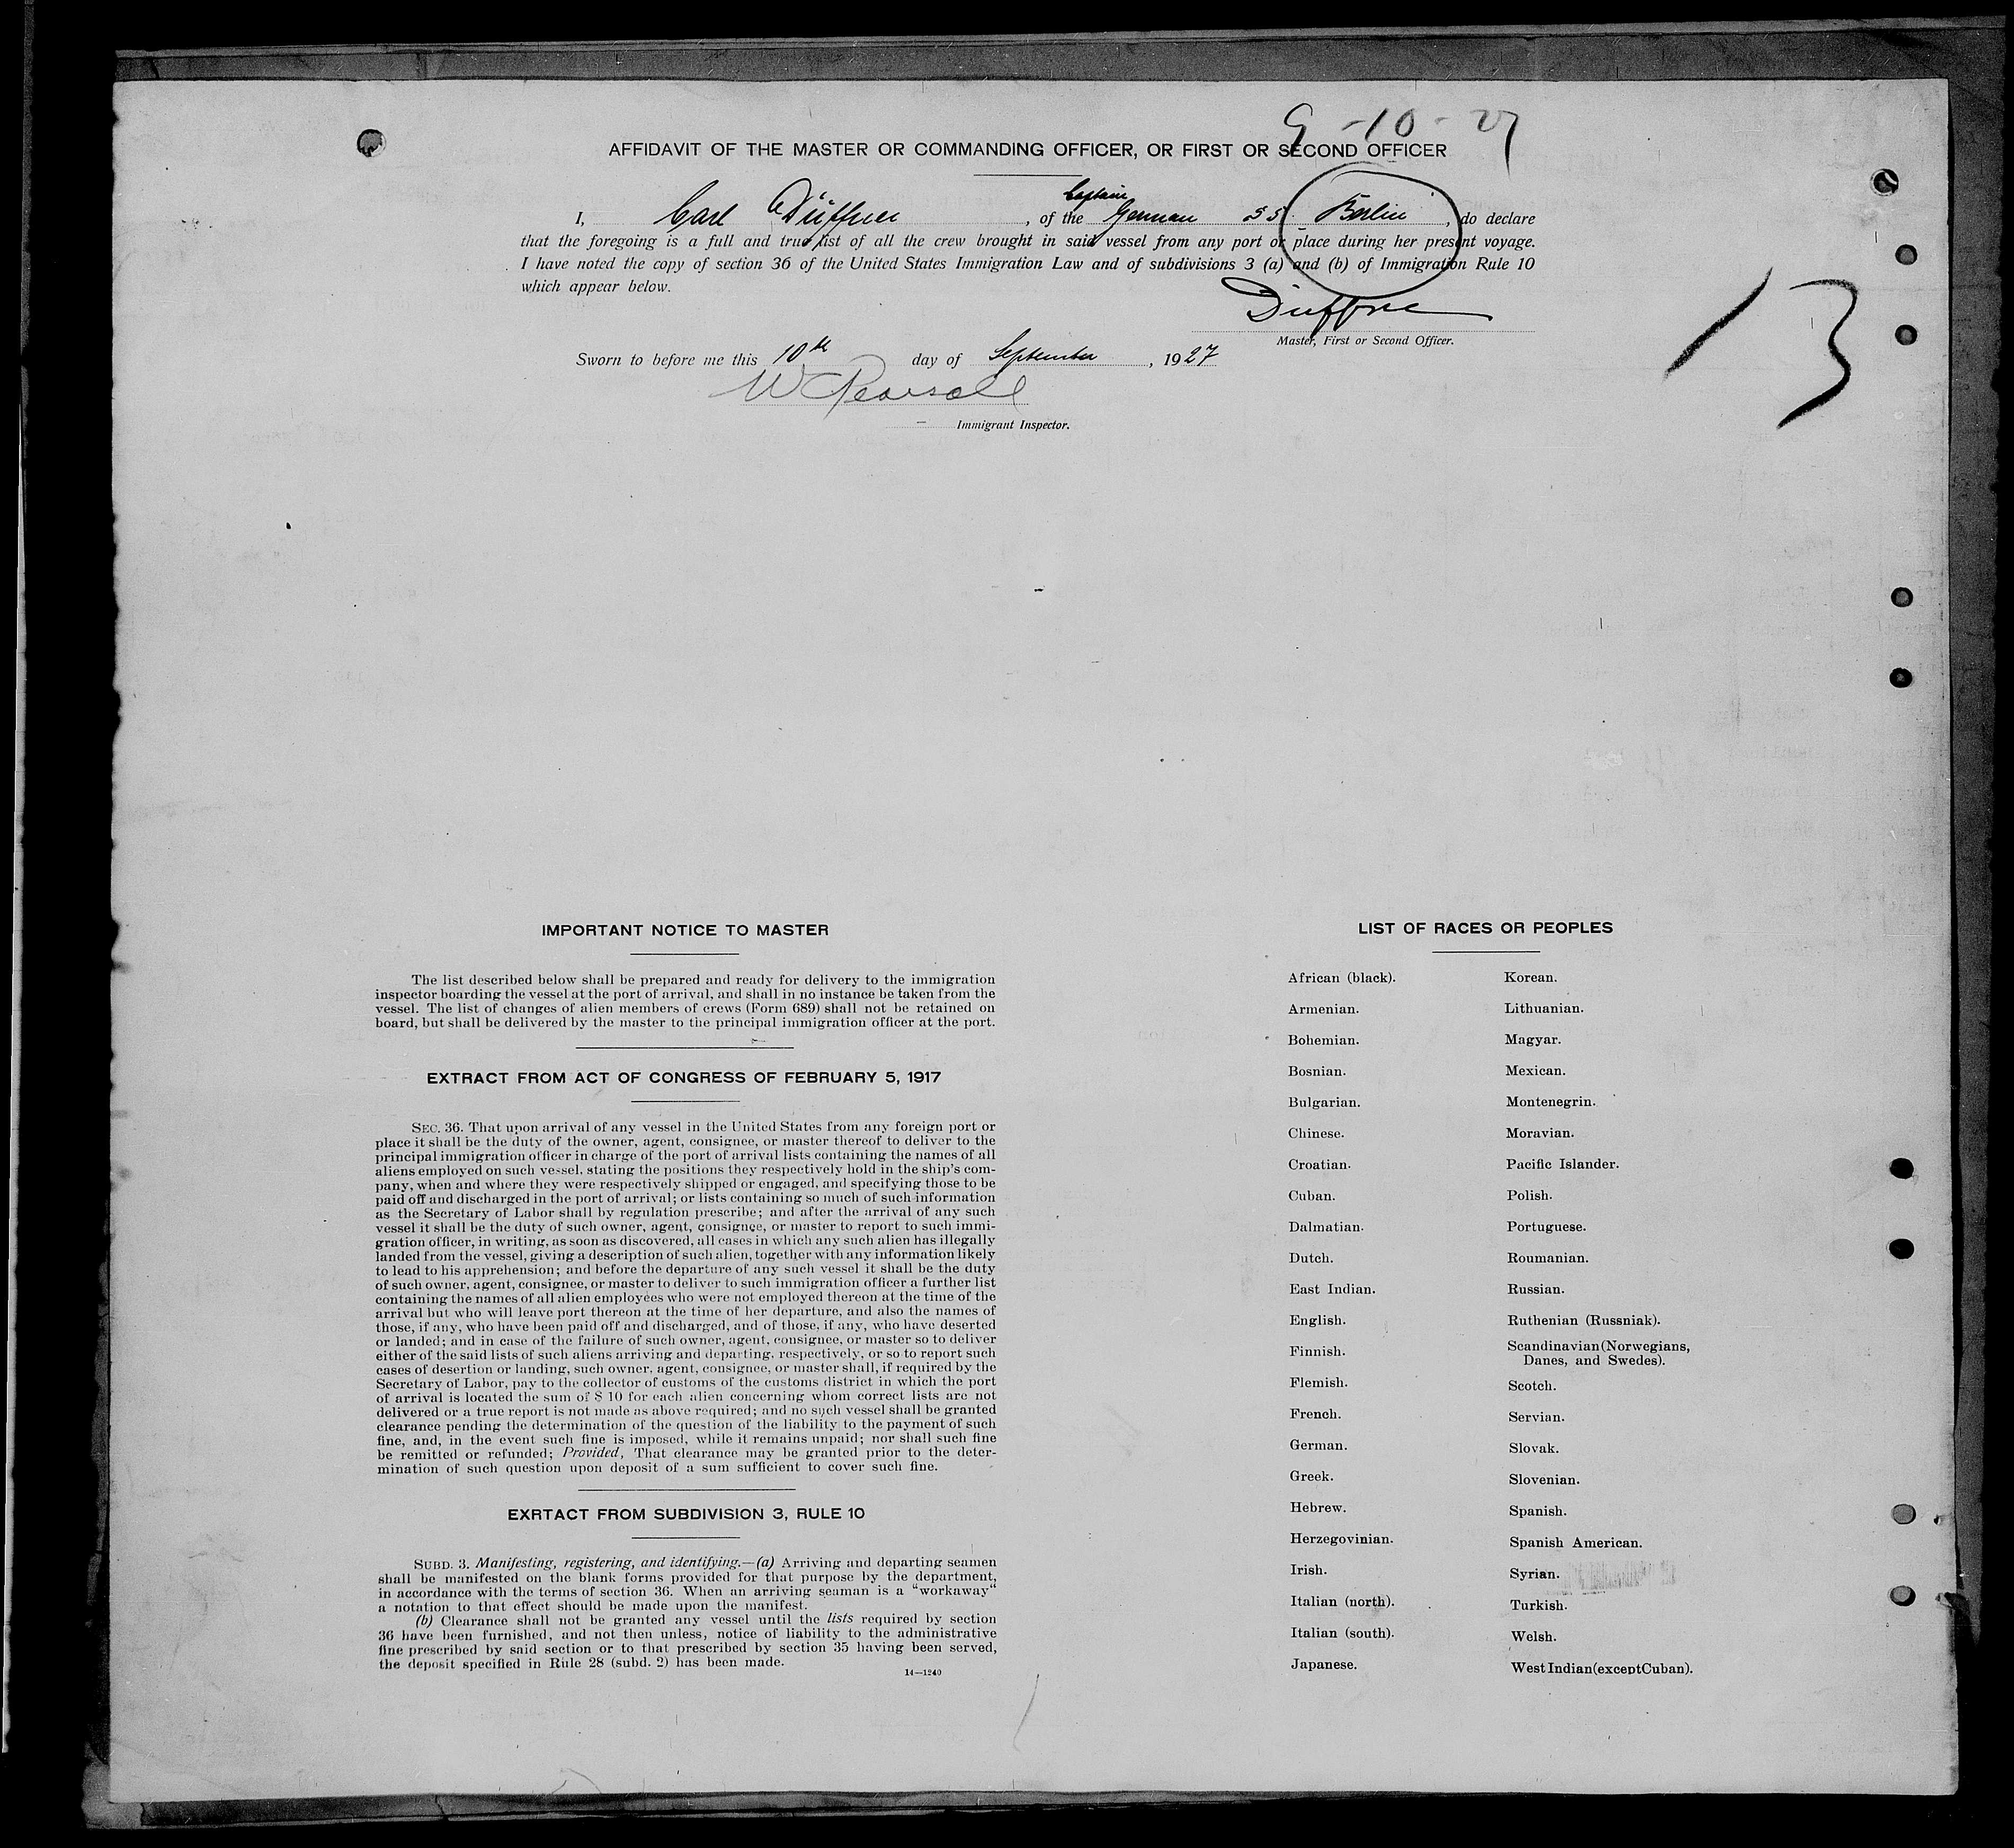 9-10-27
AFFIDAVIT OF THE MASTER OR COMMANDING OFFICER, OR FIRST OR SECOND OFFICER
Captain
I, Carl Düffner, of the German SS. Berlin, do declare
that the foregoing is a full and true list of all the crew brought in said vessel from any port or place during her present voyage.
I have noted the copy of section 36 of the United States Immigration Law and of subdivisions 3 (a) and (b) of Immigration Rule 10
which appear below.
13
Master, First or Second Officer.
Sworn to before me this 10th day of September, 1927
W Pearsall
Immigrant Inspector.
IMPORTANT NOTICE TO MASTER
The list described below shall be prepared and ready for delivery to the immigration
inspector boarding the vessel at the port of arrival, and shall in no instance be taken from the
vessel. The list of changes of alien members of crews (Form 689) shall not be retained on
board, but shall be delivered by the master to the principal immigration officer at the port.
EXTRACT FROM ACT OF CONGRESS OF FEBRUARY 5, 1917
SEC. 36. That upon arrival of any vessel in the United States from any foreign port or
place it shall be the duty of the owner, agent, consignee, or master thereof to deliver to the
principal immigration officer in charge of the port of arrival lists containing the names of all
aliens employed on such vessel, stating the positions they respectively hold in the ship's com-
pany, when and where they were respectively shipped or engaged, and specifying those to be
paid off and discharged in the port of arrival; or lists containing so much of such information
as the Secretary of Labor shall by regulation prescribe; and after the arrival of any such
vessel it shall be the duty of such owner, agent, consignee, or master to report to such immi-
gration officer, in writing, as soon as discovered, all cases in which any such alien has illegally
landed from the vessel, giving a description of such alien, together with any information likely
to lead to his apprehension; and before the departure of any such vessel it shall be the duty
of such owner, agent, consignee, or master to deliver to such immigration officer a further list
containing the names of all alien employées who were not employed thereon at the time of the
arrival but who will leave port thereon at the time of her departure, and also the names of
those, if any, who have been paid off and discharged, and of those, if any, who have deserted
or landed; and in case of the failure of such owner, agent, consignee, or master so to deliver
either of the said lists of such aliens arriving and departing, respectively, or so to report such
cases of desertion or landing, such owner, agent, consignee, or master shall, if required by the
Secretary of Labor, pay to the collector of customs of the customs district in which the port
of arrival is located the sum of $ 10 for each alien concerning whom correct lists are not
delivered or a true report is not made as above required; and no such vessel shall be granted
clearance pending the determination of the question of the liability to the payment of such
fine, and, in the event such fine is imposed, while it remains unpaid; nor shall such fine
be remitted or refunded; Provided, That clearance may be granted prior to the deter-
mination of such question upon deposit of a sum sufficient to cover such fine.
EXRTACT FROM SUBDIVISION 3, RULE 10
SUBD. 3. Manifesting, registering, and identifying.—(a) Arriving and departing seamen
shall be manifested on the blank forms provided for that purpose by the department,
in accordance with the terms of section 36. When an arriving seaman is a “workaway“
a notation to that effect should be made upon the manifest.
(b) Clearance shall not be granted any vessel until the lists required by section
36 have been furnished, and not then unless, notice of liability to the administrative
fine prescribed by said section or to that prescribed by section 35 having been served,
the deposit specified in Rule 28 (subd. 2) has been made.
14—1240
LIST OF RACES OR PEOPLES
African (black).
Armenian.
Bohemian.
Bosnian.
Bulgarian.
Chinese.
Croatian.
Cuban.
Dalmatian.
Dutch.
East Indian.
English.
Finnish.
Flemish.
French.
German.
Greek.
Hebrew.
Herzegovinian.
Irish.
Italian (north).
Italian (south).
Japanese.
Korean.
Lithuanian.
Magyar.
Mexican.
Montenegrin.
Moravian.
Pacific Islander.
Polish.
Portuguese.
Roumanian.
Russian.
Ruthenian (Russniak).
Scandinavian (Norwegians,
Danes, and Swedes).
Scotch.
Servian.
Slovak.
Slovenian.
Spanish.
Spanish American.
Syrian.
Turkish.
Welsh.
West Indian (except Cuban).